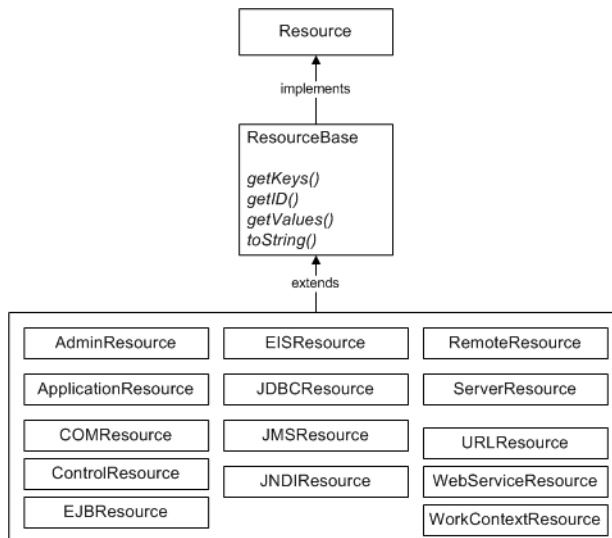 Resource
implements
ResourceBase
getKeys()
getID()
getValues()
toString()
extends
AdminResource
ApplicationResource
COMResource
ControlResource
EJBResource
EISResource
JDBCResource
JMSResource
JNDIResource
RemoteResource
ServerResource
URLResource
WebServiceResource
WorkContextResource